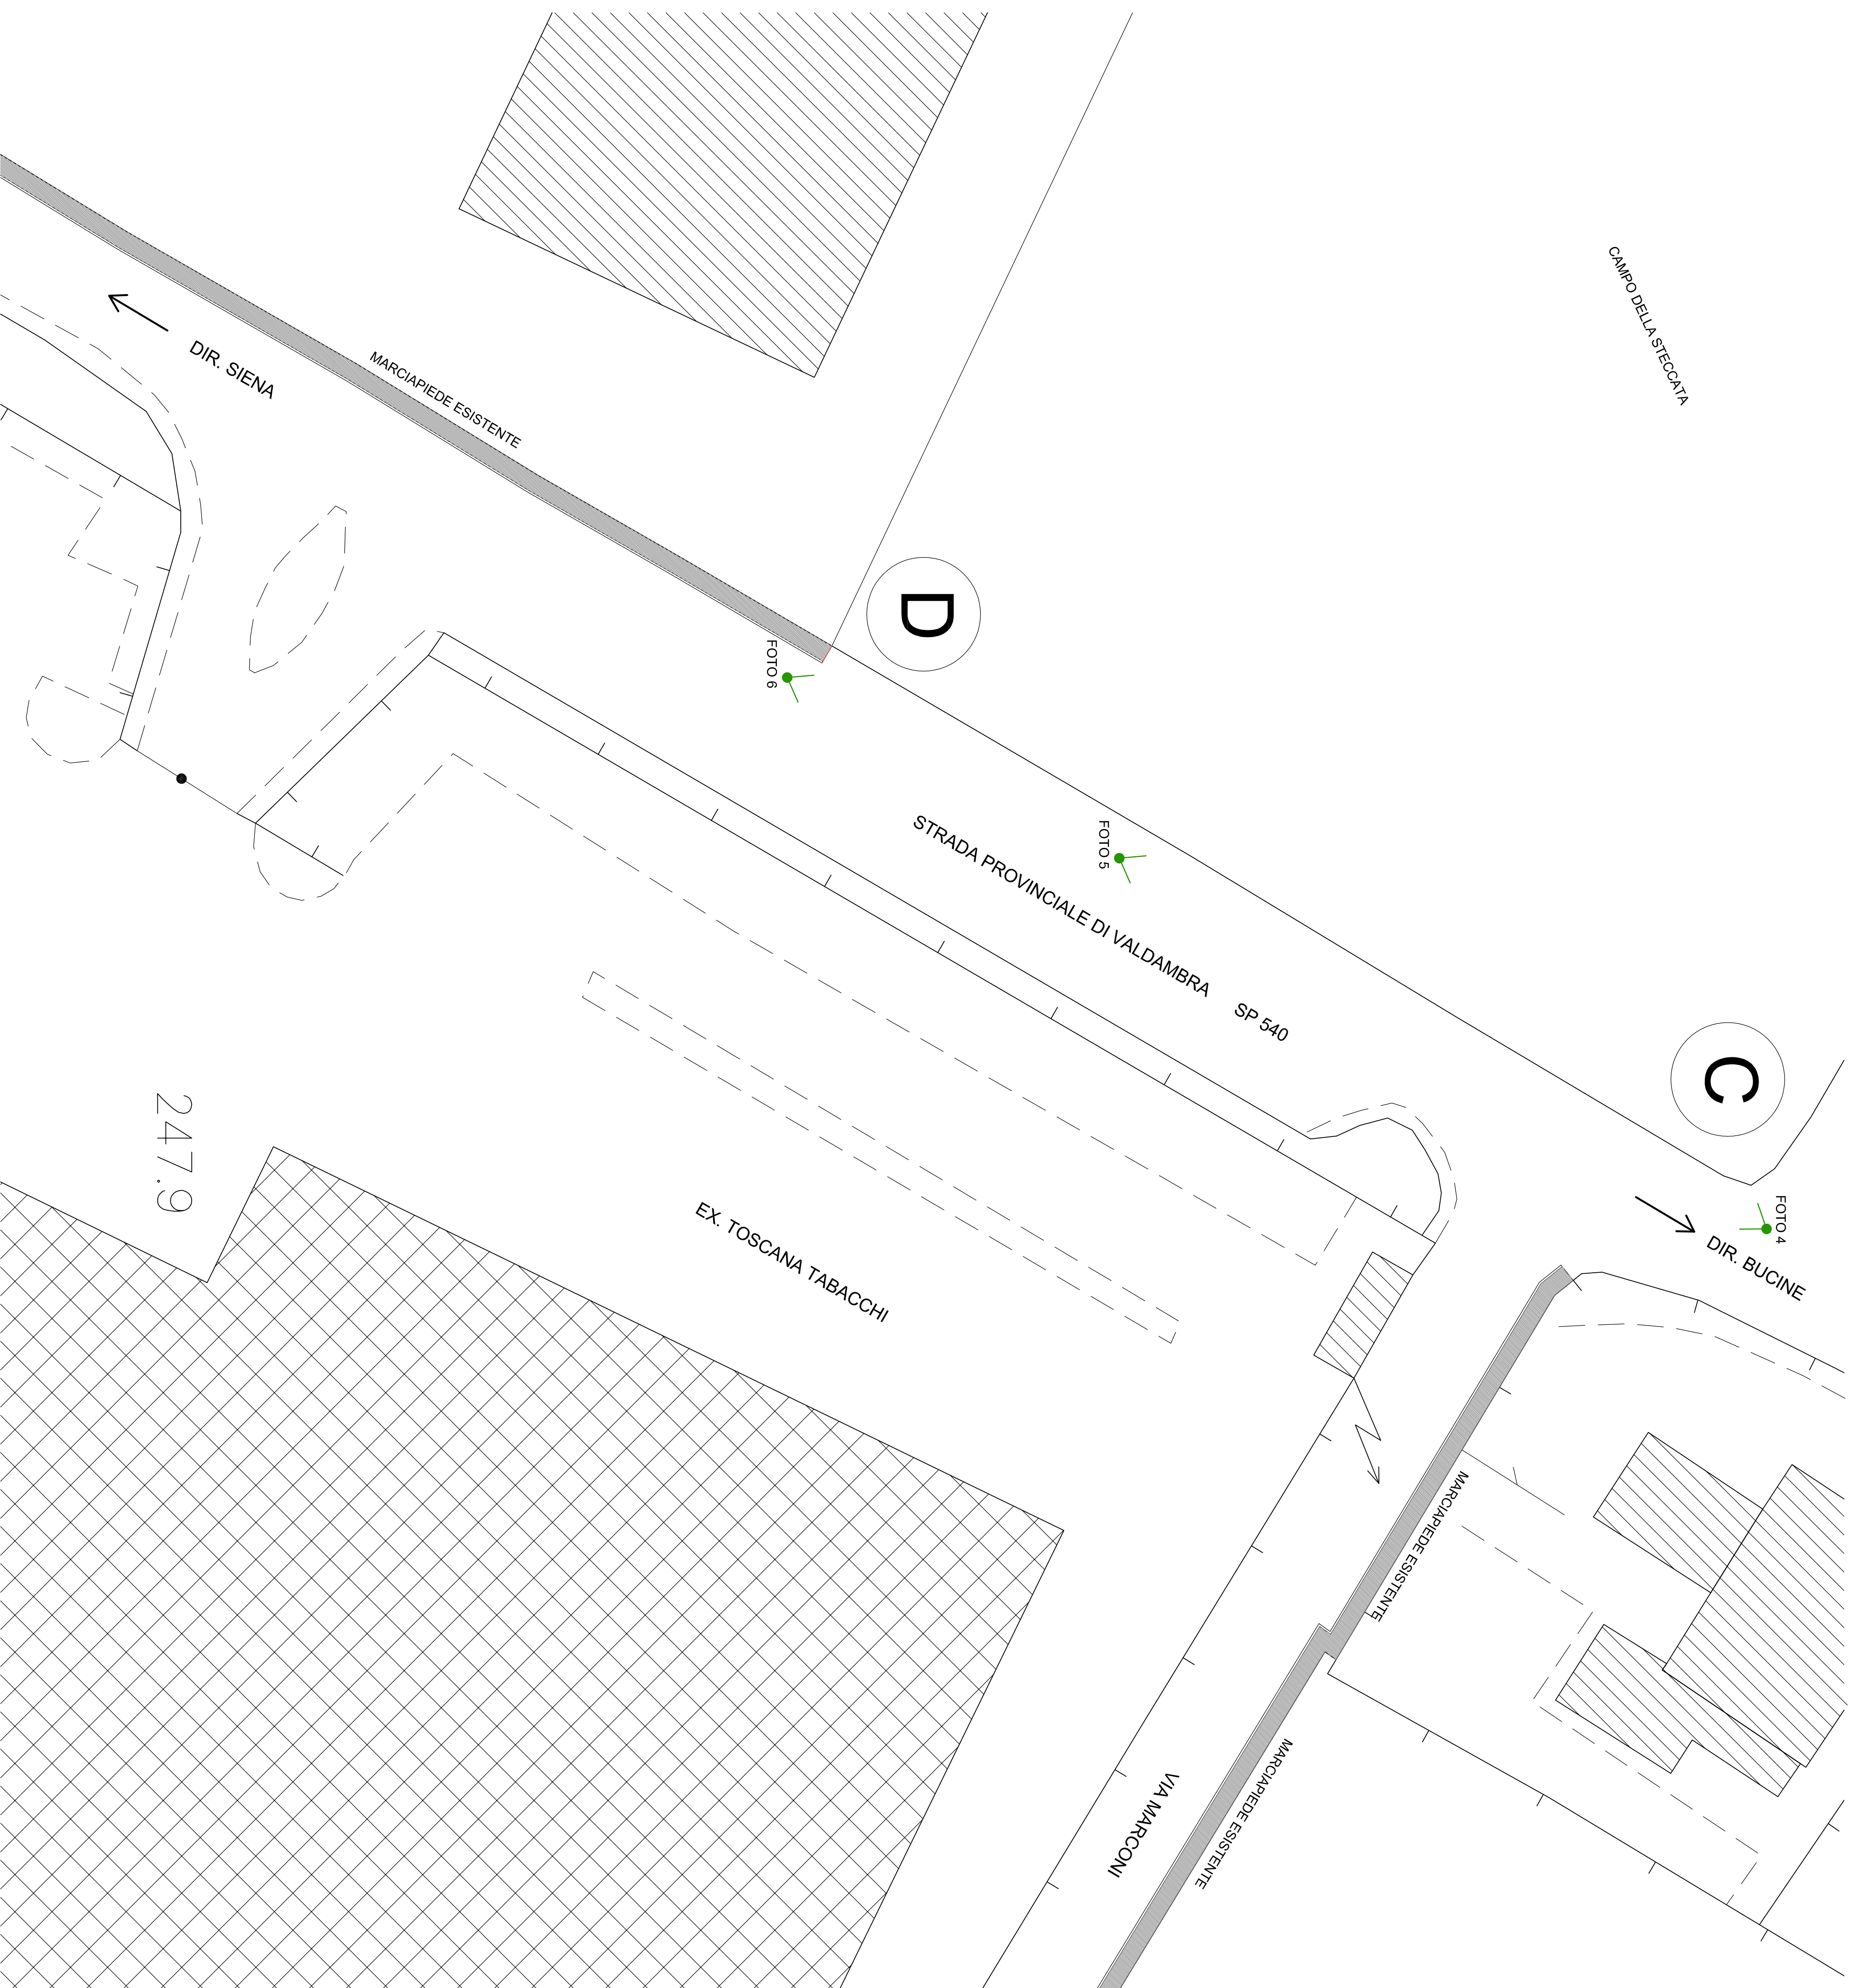 CAMPO DELLA STECCATA
DIR. SIENA
MARCIAPIEDE ESISTENTE
D
FOTO 6
FOTO 5
STRADA PROVINCIALE DI VALDAMBRA SP 540
C
FOTO 4
DIR. BUCINE
247.9
EX. TOSCANA TABACCHI
MARCIAPIEDE ESISTENTE
MARCIAPIEDE ESISTENTE
VIA MARCONI